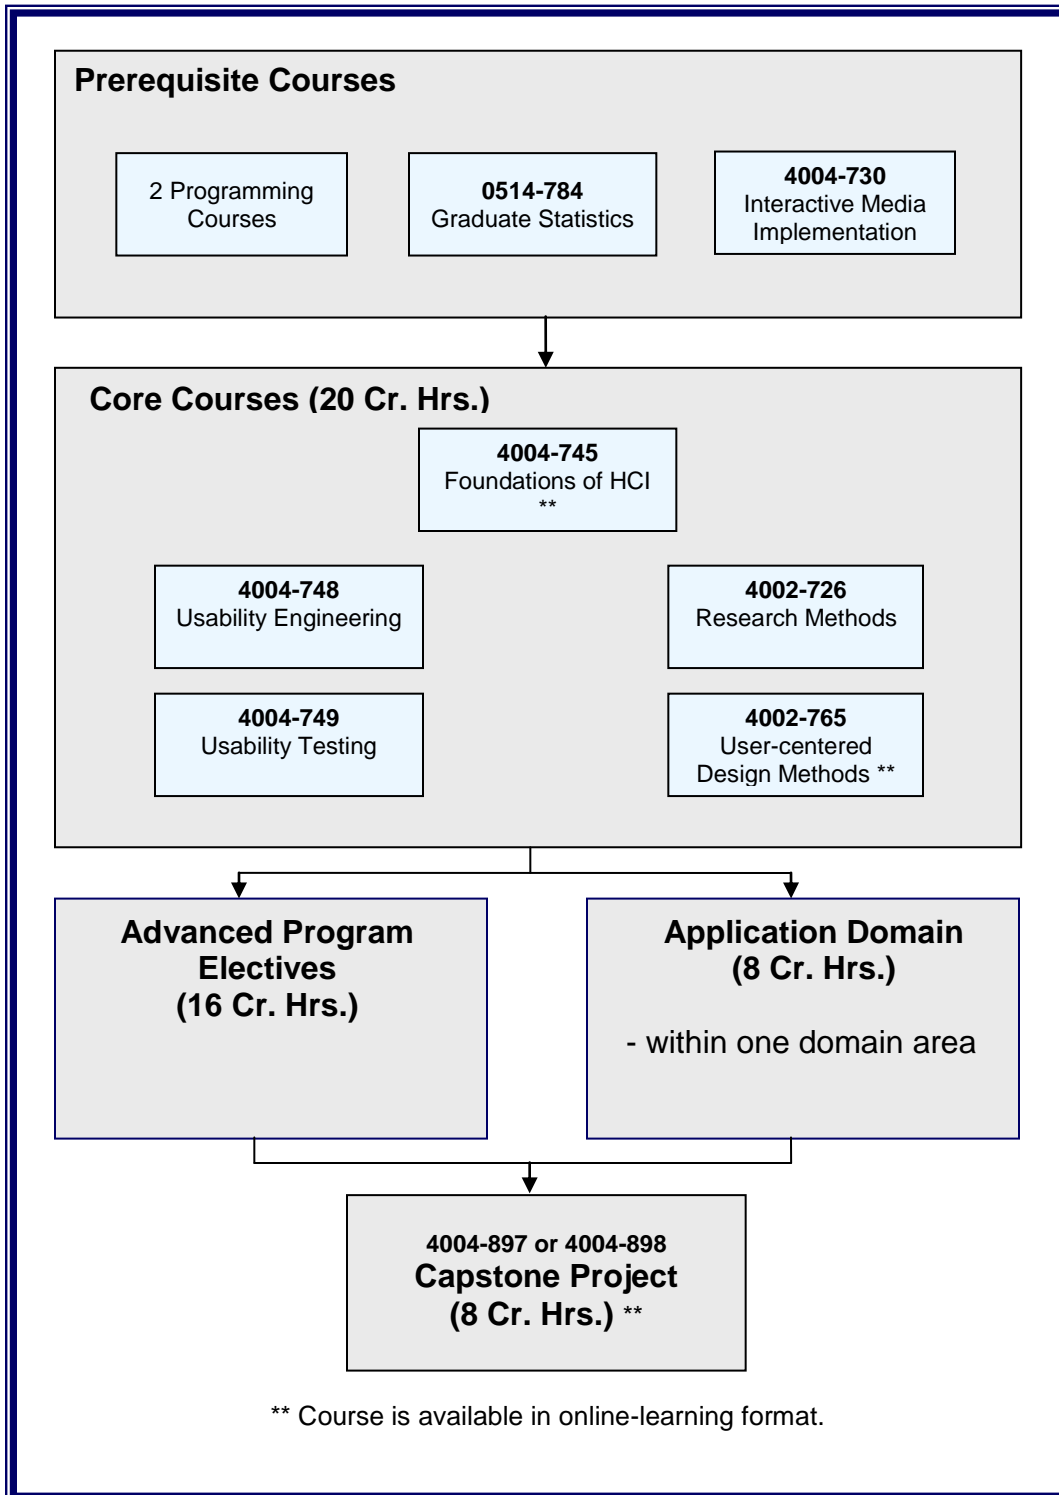 Prerequisite Courses
2 Programming
Courses
0514-784
Graduate Statistics
4004-730
Interactive Media
Implementation
Core Courses (20 Cr. Hrs.)
4004-745
Foundations of HCI
**
4004-748
Usability Engineering
4002-726
Research Methods
4004-749
Usability Testing
4002-765
User-centered
Design Methods **
Advanced Program
Electives
(16 Cr. Hrs.)
Application Domain
(8 Cr. Hrs.)
- within one domain area
4004-897 or 4004-898
Capstone Project
(8 Cr. Hrs.) **
** Course is available in online-learning format.